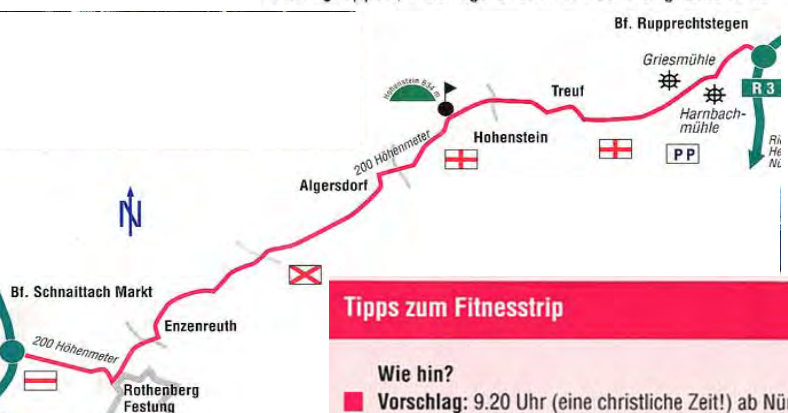 Bf. Rupprechtstegen
Griesmühle
R 3
Harnbach-
mühle
PP
Treuf
Hohenstein 634 m
Hohenstein
200 Höhenmeter
Algersdorf
N
Bf. Schnaittach Markt
Enzenreuth
200 Höhenmeter
Rothenberg
Festung
Tipps zum Fitnesstrip
Wie hin?
Vorschlag: 9.20 Uhr (eine christliche Zeit!) ab Nür